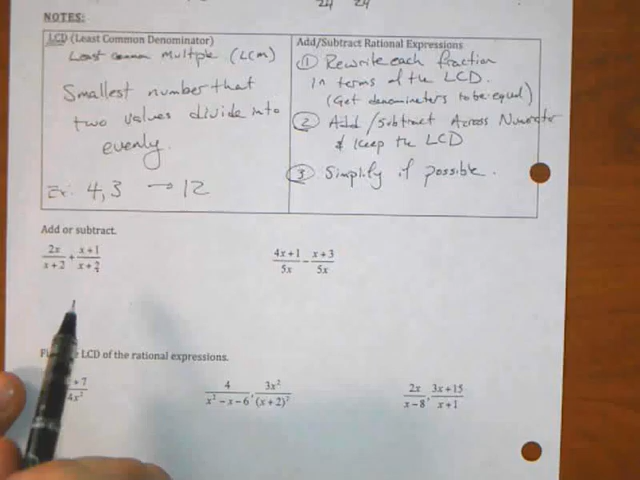 24 24
NOTES:
LCD (Least Common Denominator)
Least common Multiple (LCM)
Smallest number that
two values divide into
evenly.
Ex: 4, 3 → 12
Add/Subtract Rational Expressions
① Rewrite each fraction
in terms of the LCD.
(Get denominators to be equal)
② Add/Subtract Across Numerator
& Keep the LCD
③ Simplify if possible.
Add or subtract.
2x/x+2 + x+1/x+2
4x+1/5x − x+3/5x
LCD of the rational expressions.
+7/4x²
4/x²−x−6, 3x²/(x+2)²
2x/x−8, 3x+15/x+1